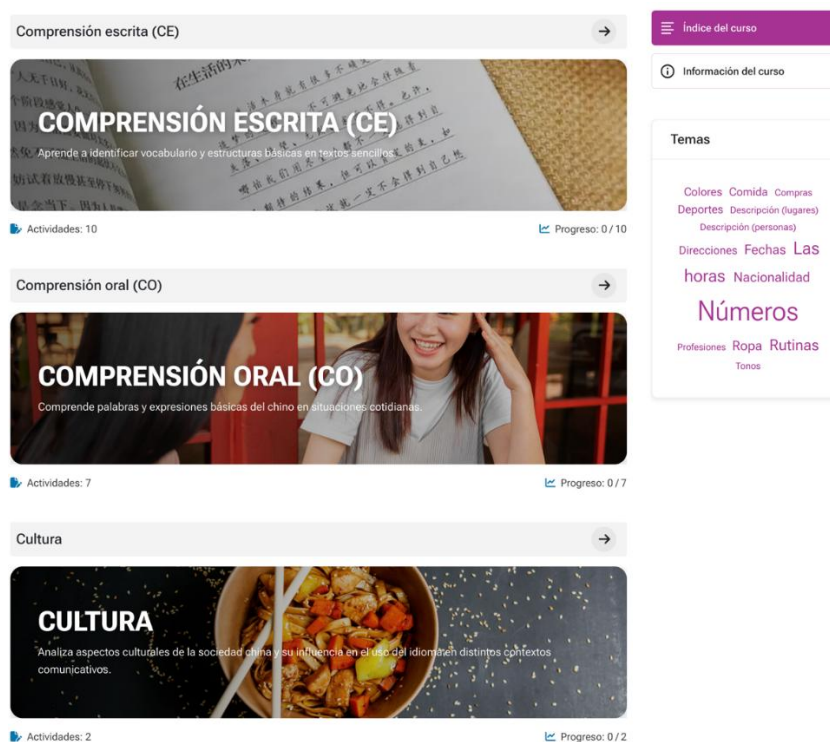 Comprensión escrita (CE)
COMPRENSIÓN ESCRITA (CE)
Aprende a identificar vocabulario y estructuras básicas en textos sencillos.
Actividades: 10
Progreso: 0 / 10
Comprensión oral (CO)
COMPRENSIÓN ORAL (CO)
Comprende palabras y expresiones básicas del chino en situaciones cotidianas.
Actividades: 7
Progreso: 0 / 7
Cultura
CULTURA
Analiza aspectos culturales de la sociedad china y su influencia en el uso del idioma en distintos contextos
comunicativos.
Actividades: 2
Progreso: 0 / 2
Índice del curso
Información del curso
Temas
Colores Comida Compras
Deportes Descripción (lugares)
Descripción (personas)
Direcciones Fechas Las
horas Nacionalidad
Números
Profesiones Ropa Rutinas
Tonos